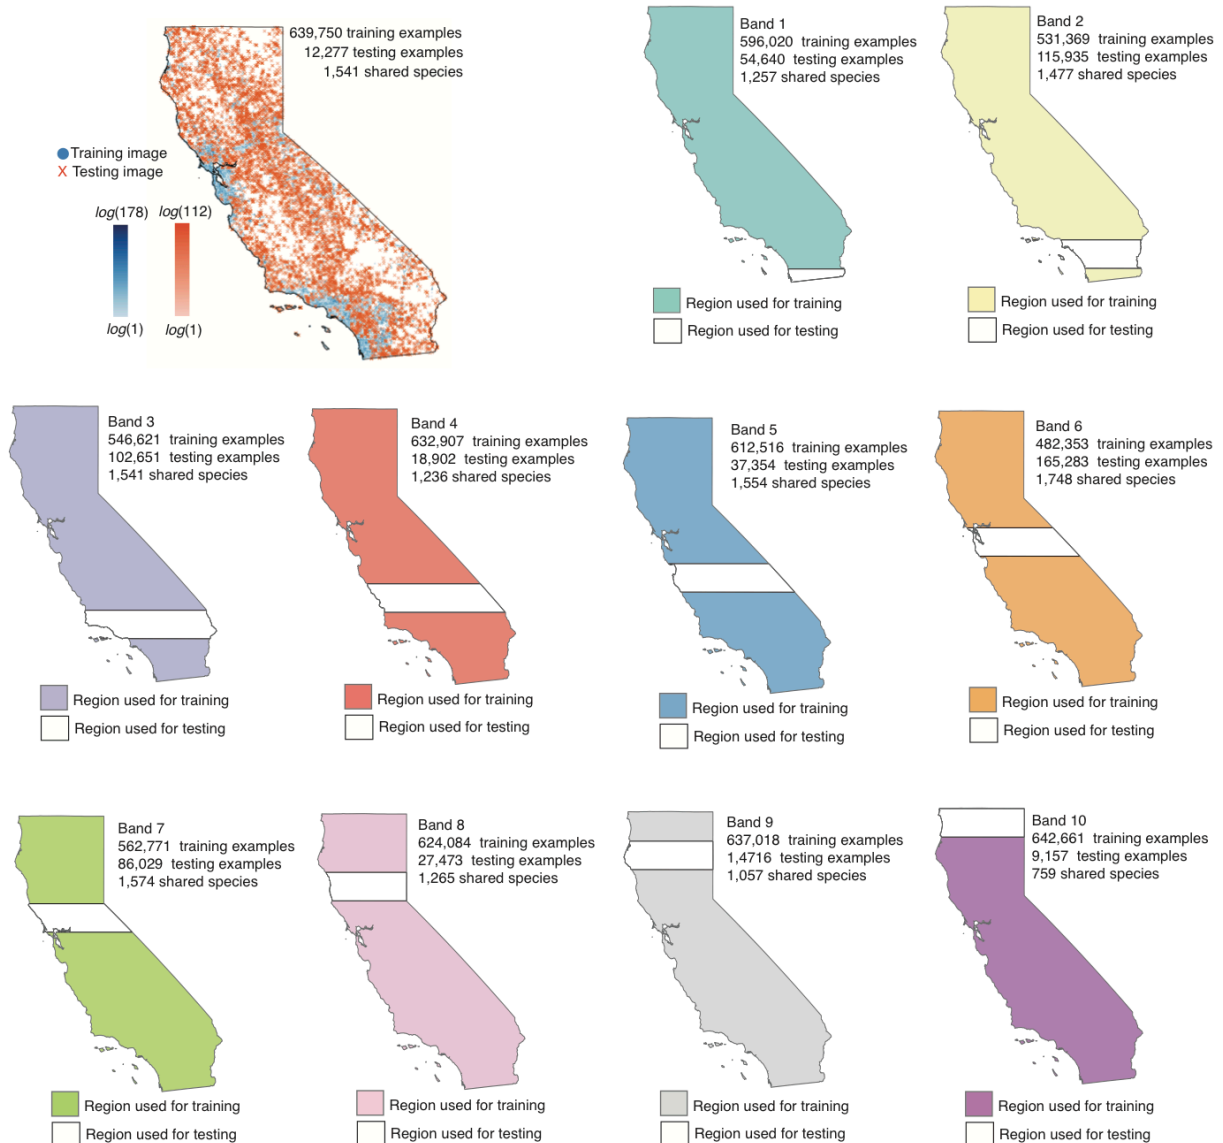 639,750 training examples
12,277 testing examples
1,541 shared species
Training image
X Testing image
log(178) log(112)
log(1) log(1)
Band 1
596,020 training examples
54,640 testing examples
1,257 shared species
Region used for training
Region used for testing
Band 2
531,369 training examples
115,935 testing examples
1,477 shared species
Region used for training
Region used for testing
Band 3
546,621 training examples
102,651 testing examples
1,541 shared species
Region used for training
Region used for testing
Band 4
632,907 training examples
18,902 testing examples
1,236 shared species
Region used for training
Region used for testing
Band 5
612,516 training examples
37,354 testing examples
1,554 shared species
Region used for training
Region used for testing
Band 6
482,353 training examples
165,283 testing examples
1,748 shared species
Region used for training
Region used for testing
Band 7
562,771 training examples
86,029 testing examples
1,574 shared species
Region used for training
Region used for testing
Band 8
624,084 training examples
27,473 testing examples
1,265 shared species
Region used for training
Region used for testing
Band 9
637,018 training examples
1,4716 testing examples
1,057 shared species
Region used for training
Region used for testing
Band 10
642,661 training examples
9,157 testing examples
759 shared species
Region used for training
Region used for testing